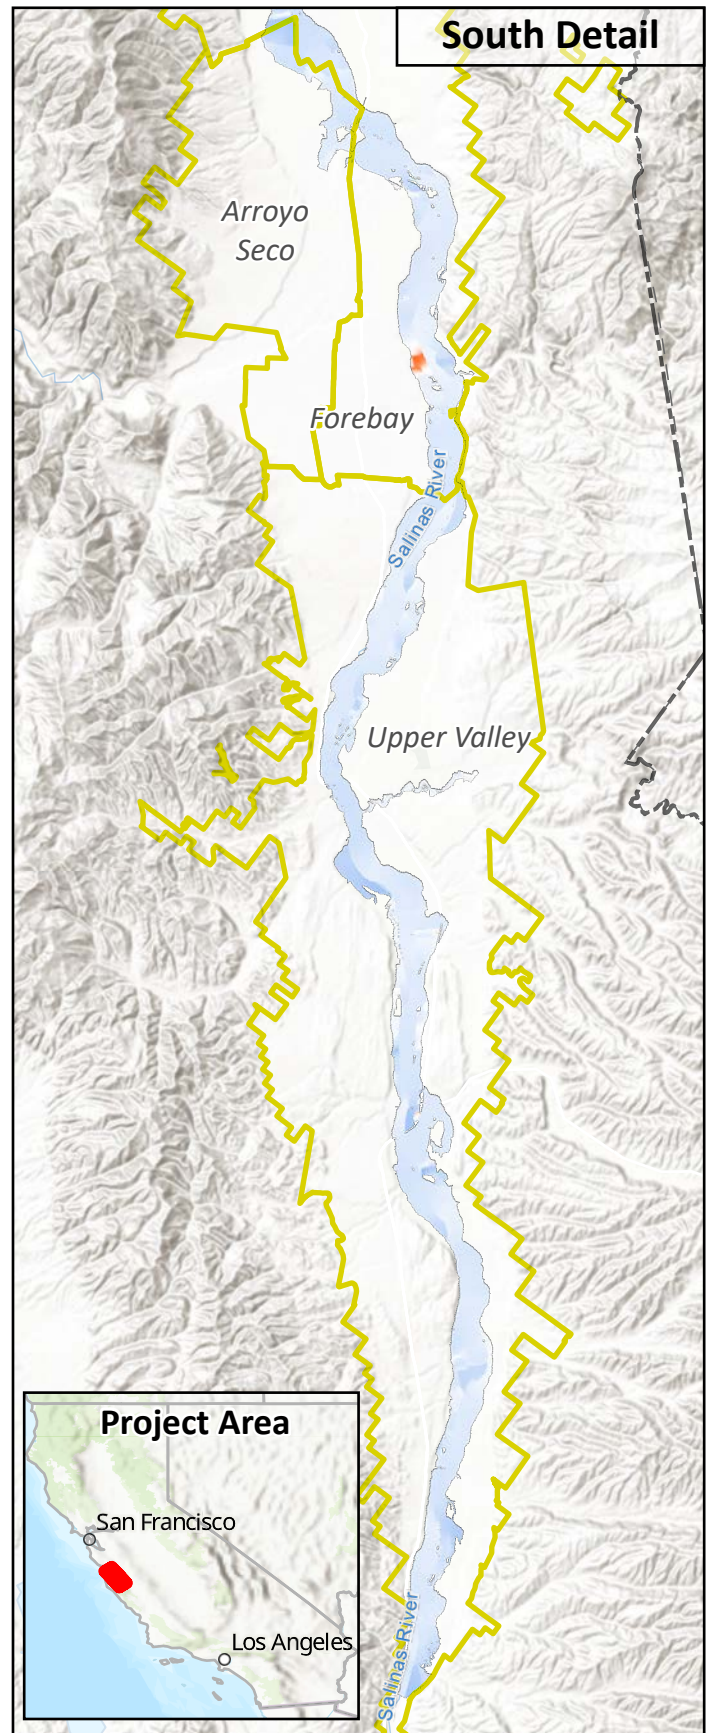 South Detail
Arroyo
Seco
Forebay
Salinas River
Upper Valley
Project Area
San Francisco
Los Angeles
Salinas River